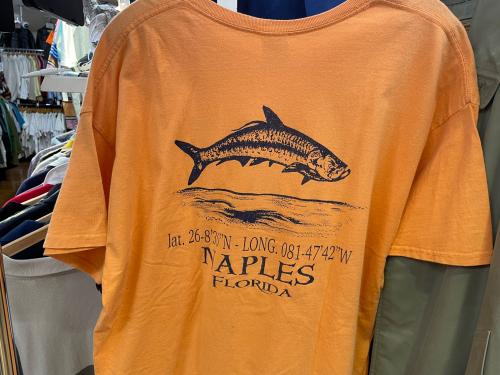 lat. 26-8'30"N - LONG. 081-47'42"W
NAPLES
FLORIDA